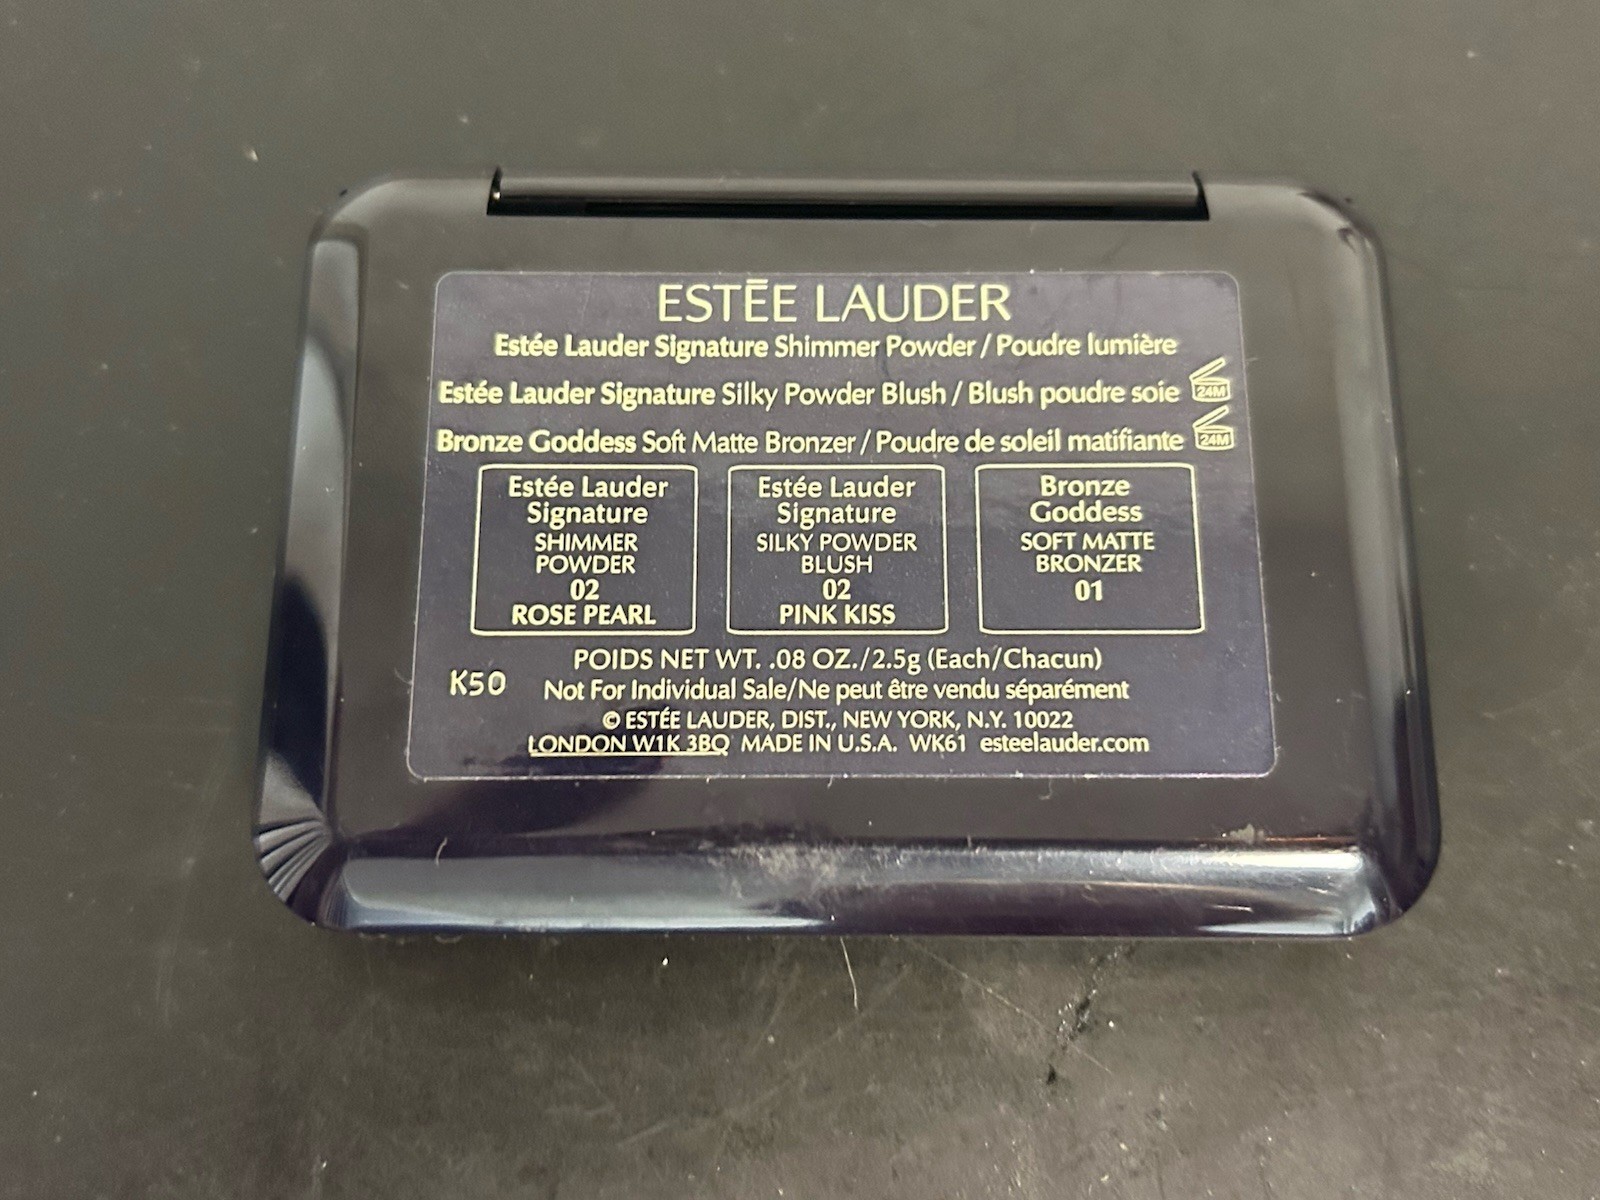 ESTĒE LAUDER
Estée Lauder Signature Shimmer Powder / Poudre lumière
Estée Lauder Signature Silky Powder Blush / Blush poudre soie 24M
Bronze Goddess Soft Matte Bronzer / Poudre de soleil matifiante 24M
Estée Lauder
Signature
SHIMMER
POWDER
02
ROSE PEARL
Estée Lauder
Signature
SILKY POWDER
BLUSH
02
PINK KISS
Bronze
Goddess
SOFT MATTE
BRONZER
01
POIDS NET WT. .08 OZ./2.5g (Each/Chacun)
K50
Not For Individual Sale/Ne peut être vendu séparément
© ESTÉE LAUDER, DIST., NEW YORK, N.Y. 10022
LONDON W1K 3BQ MADE IN U.S.A. WK61 esteelauder.com